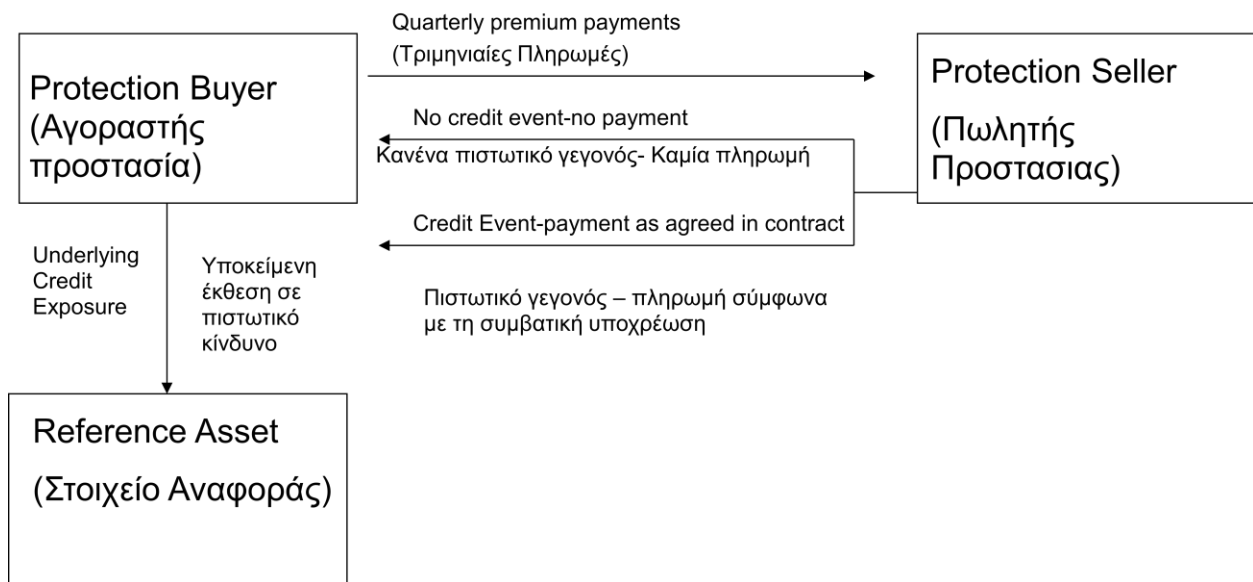 Quarterly premium payments
(Τριμηνιαίες Πληρωμές)
Protection Buyer
(Αγοραστής
προστασία)
Protection Seller
(Πωλητής
Προστασιας)
No credit event-no payment
Κανένα πιστωτικό γεγονός- Καμία πληρωμή
Credit Event-payment as agreed in contract
Πιστωτικό γεγονός – πληρωμή σύμφωνα
με τη συμβατική υποχρέωση
Underlying
Credit
Exposure
Υποκείμενη
έκθεση σε
πιστωτικό
κίνδυνο
Reference Asset
(Στοιχείο Αναφοράς)